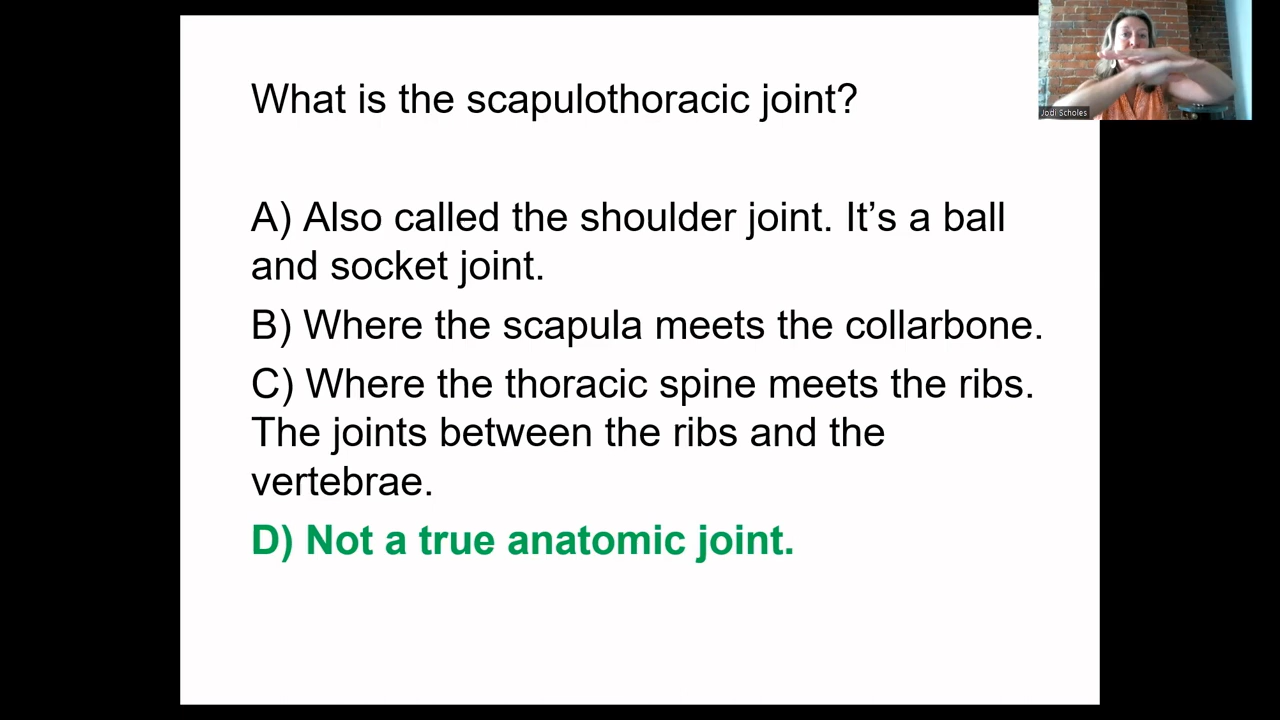 What is the scapulothoracic joint?
Jodi Scholes
A) Also called the shoulder joint. It’s a ball
and socket joint.
B) Where the scapula meets the collarbone.
C) Where the thoracic spine meets the ribs.
The joints between the ribs and the
vertebrae.
D) Not a true anatomic joint.